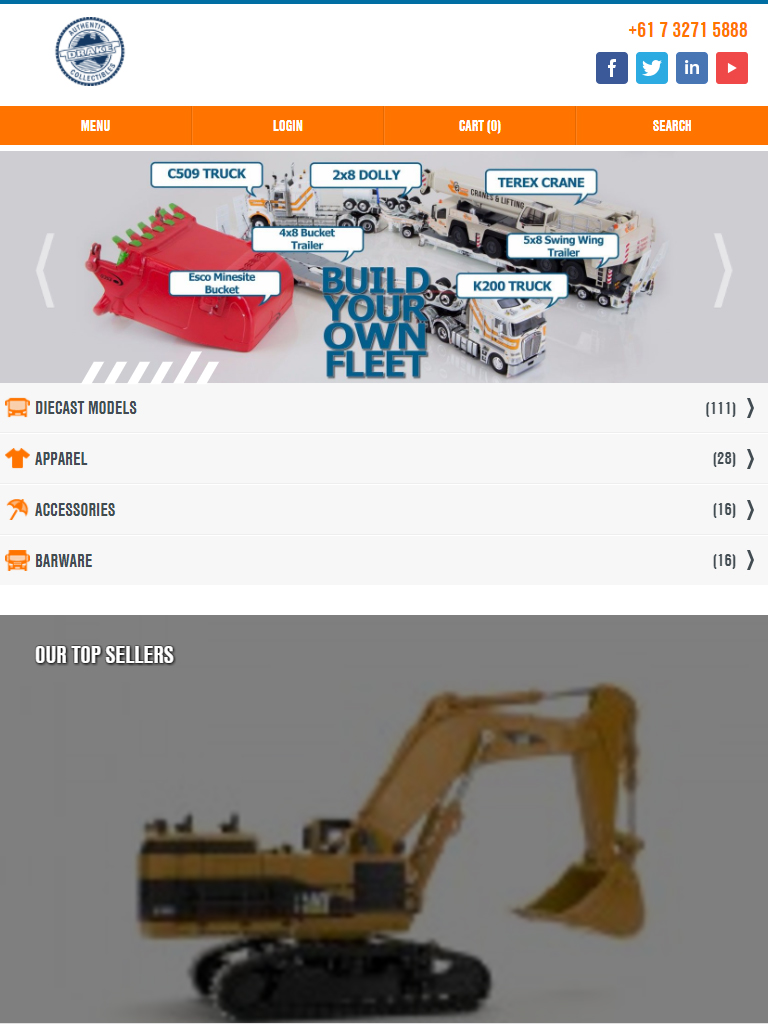 AUTHENTIC
DRAKE
COLLECTIBLES
+61 7 3271 5888
f
in
MENU
LOGIN
CART (0)
SEARCH
C509 TRUCK
2x8 DOLLY
TEREX CRANE
CRANES & LIFTING
4x8 Bucket
Trailer
5x8 Swing Wing
Trailer
Esco Minesite
Bucket
K200 TRUCK
BUILD
YOUR
OWN
FLEET
DIECAST MODELS
(111)
APPAREL
(28)
ACCESSORIES
(16)
BARWARE
(16)
OUR TOP SELLERS